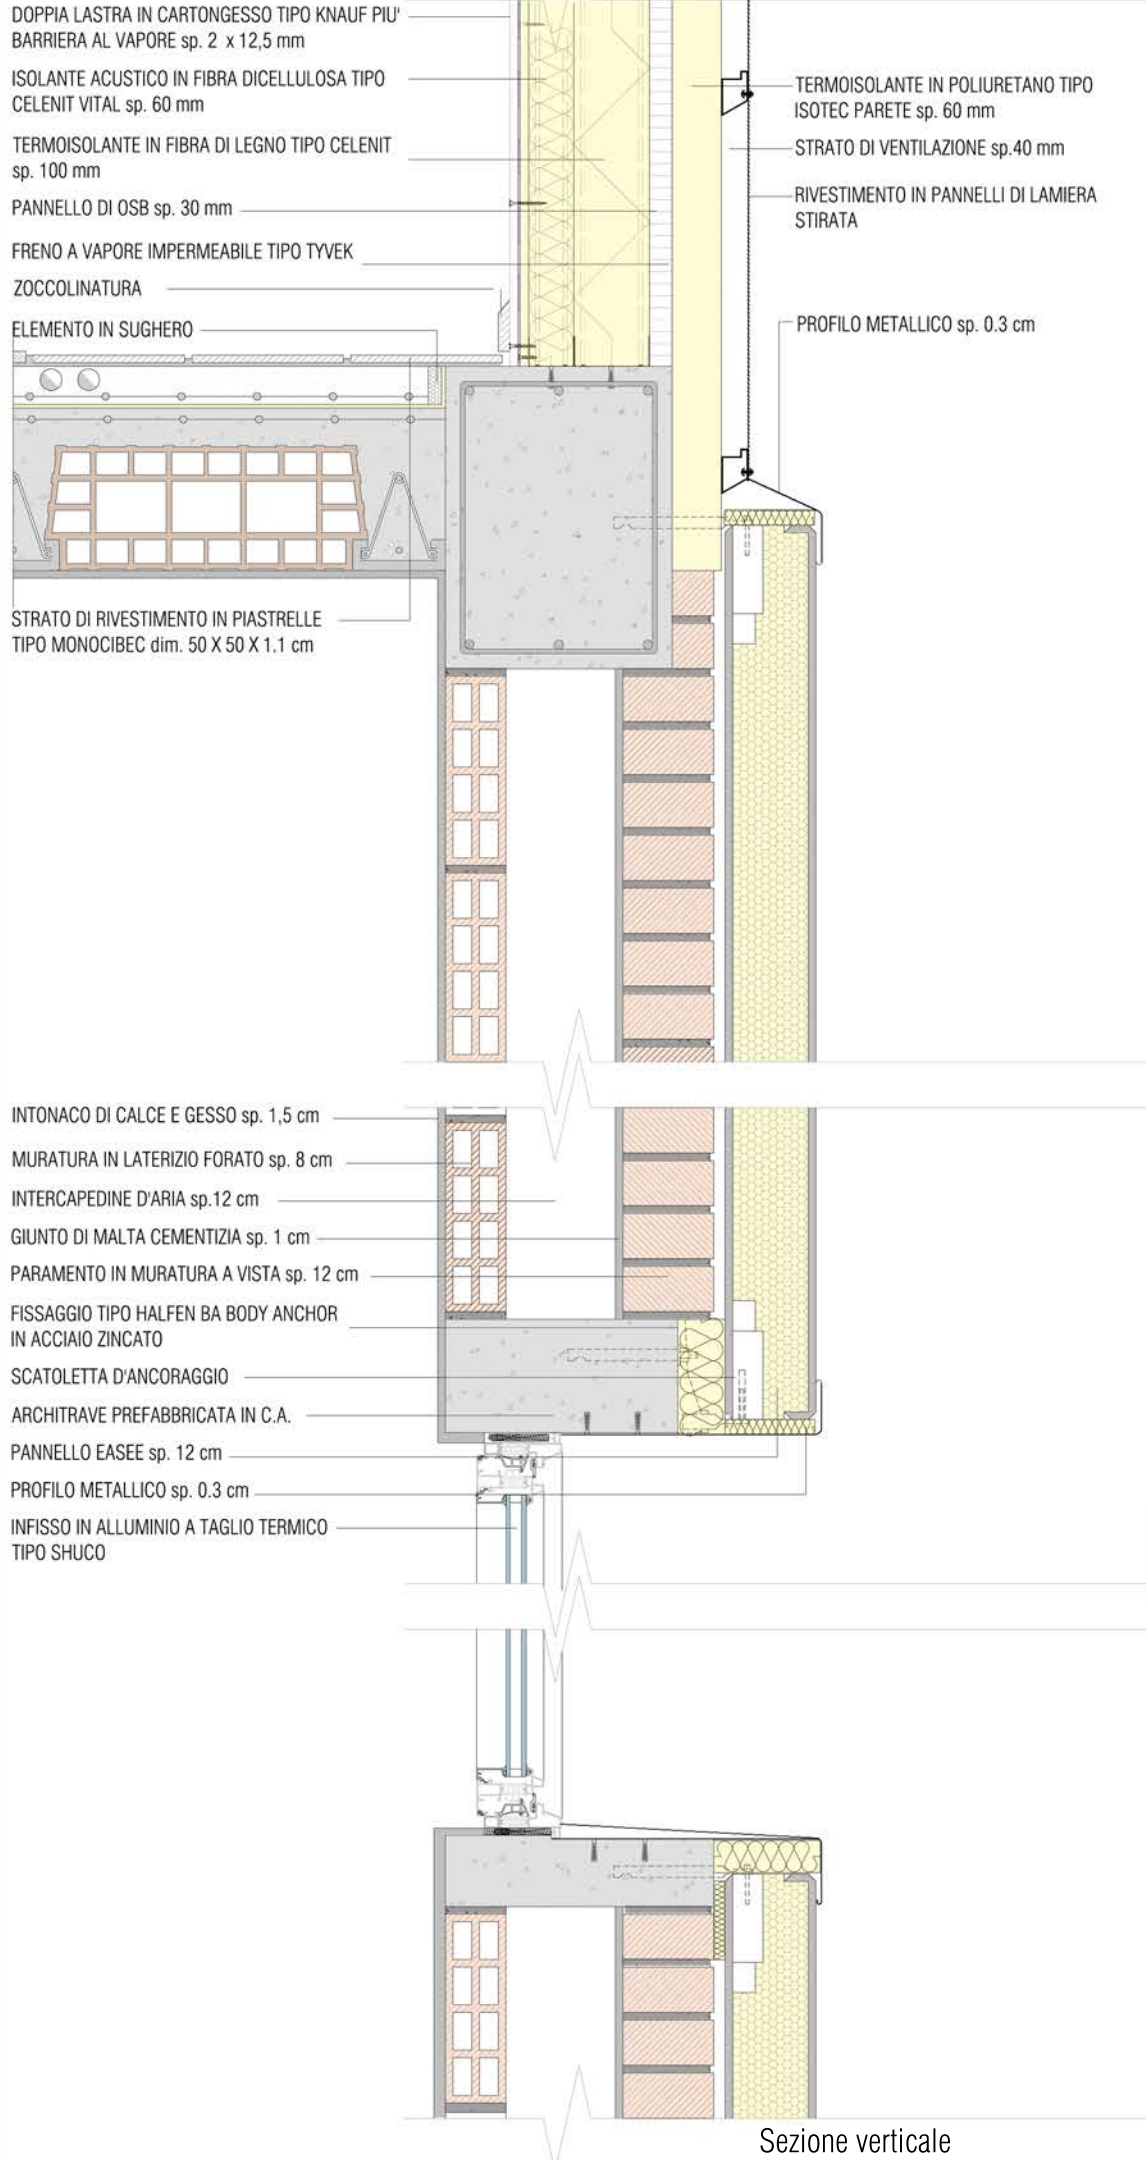 DOPPIA LASTRA IN CARTONGESSO TIPO KNAUF PIU'
BARRIERA AL VAPORE sp. 2 x 12,5 mm
ISOLANTE ACUSTICO IN FIBRA DICELLULOSA TIPO
CELENIT VITAL sp. 60 mm
TERMOISOLANTE IN FIBRA DI LEGNO TIPO CELENIT
sp. 100 mm
PANNELLO DI OSB sp. 30 mm
FRENO A VAPORE IMPERMEABILE TIPO TYVEK
ZOCCOLINATURA
ELEMENTO IN SUGHERO
TERMOISOLANTE IN POLIURETANO TIPO
ISOTEC PARETE sp. 60 mm
STRATO DI VENTILAZIONE sp.40 mm
RIVESTIMENTO IN PANNELLI DI LAMIERA
STIRATA
PROFILO METALLICO sp. 0.3 cm
STRATO DI RIVESTIMENTO IN PIASTRELLE
TIPO MONOCIBEC dim. 50 X 50 X 1.1 cm
INTONACO DI CALCE E GESSO sp. 1,5 cm
MURATURA IN LATERIZIO FORATO sp. 8 cm
INTERCAPEDINE D'ARIA sp.12 cm
GIUNTO DI MALTA CEMENTIZIA sp. 1 cm
PARAMENTO IN MURATURA A VISTA sp. 12 cm
FISSAGGIO TIPO HALFEN BA BODY ANCHOR
IN ACCIAIO ZINCATO
SCATOLETTA D'ANCORAGGIO
ARCHITRAVE PREFABBRICATA IN C.A.
PANNELLO EASEE sp. 12 cm
PROFILO METALLICO sp. 0.3 cm
INFISSO IN ALLUMINIO A TAGLIO TERMICO
TIPO SHUCO
Sezione verticale